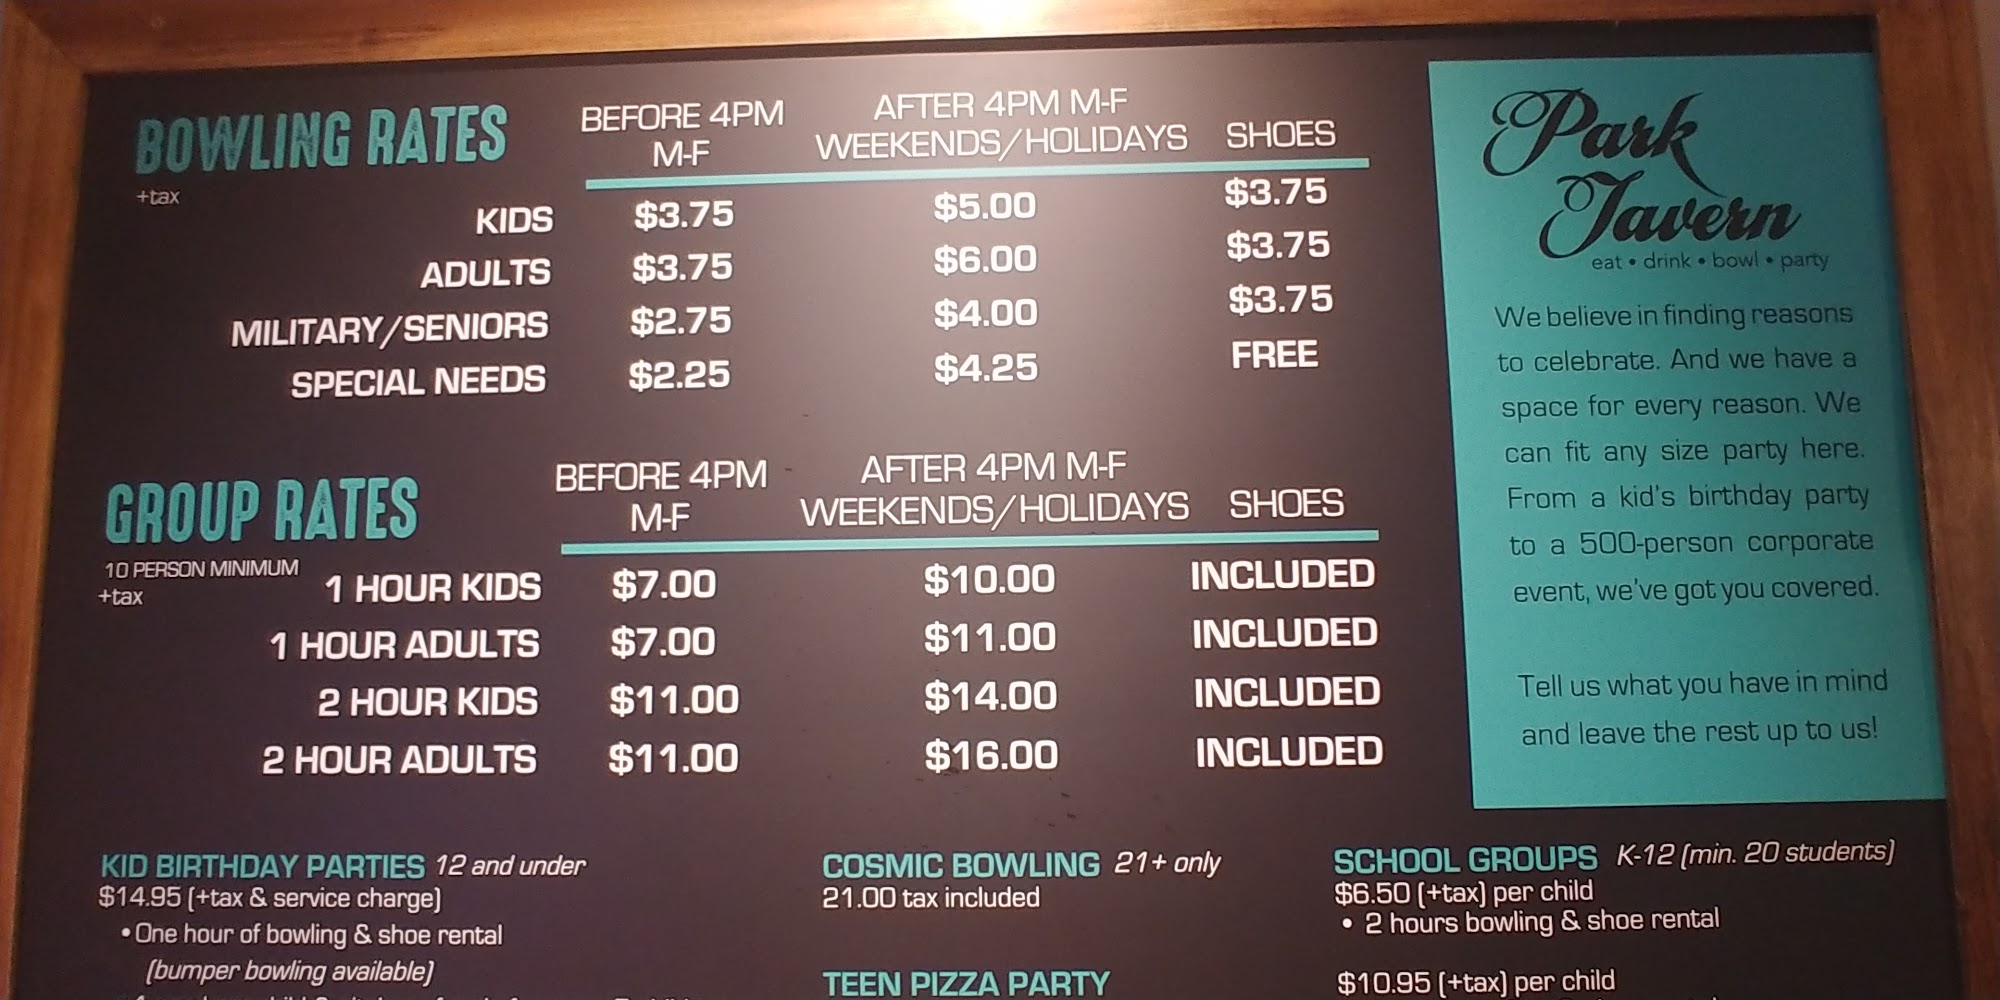 BOWLING RATES
+tax
BEFORE 4PM
M-F
AFTER 4PM M-F
WEEKENDS/HOLIDAYS
SHOES
KIDS $3.75 $5.00 $3.75
ADULTS $3.75 $6.00 $3.75
MILITARY/SENIORS $2.75 $4.00 $3.75
SPECIAL NEEDS $2.25 $4.25 FREE
GROUP RATES
10 PERSON MINIMUM
+tax
BEFORE 4PM
M-F
AFTER 4PM M-F
WEEKENDS/HOLIDAYS
SHOES
1 HOUR KIDS $7.00 $10.00 INCLUDED
1 HOUR ADULTS $7.00 $11.00 INCLUDED
2 HOUR KIDS $11.00 $14.00 INCLUDED
2 HOUR ADULTS $11.00 $16.00 INCLUDED
Park
Tavern
eat • drink • bowl • party
We believe in finding reasons
to celebrate. And we have a
space for every reason. We
can fit any size party here.
From a kid's birthday party
to a 500-person corporate
event, we've got you covered.
Tell us what you have in mind
and leave the rest up to us!
KID BIRTHDAY PARTIES 12 and under
$14.95 (+tax & service charge)
• One hour of bowling & shoe rental
(bumper bowling available)
COSMIC BOWLING 21+ only
21.00 tax included
TEEN PIZZA PARTY
SCHOOL GROUPS K-12 (min. 20 students)
$6.50 (+tax) per child
• 2 hours bowling & shoe rental
$10.95 (+tax) per child